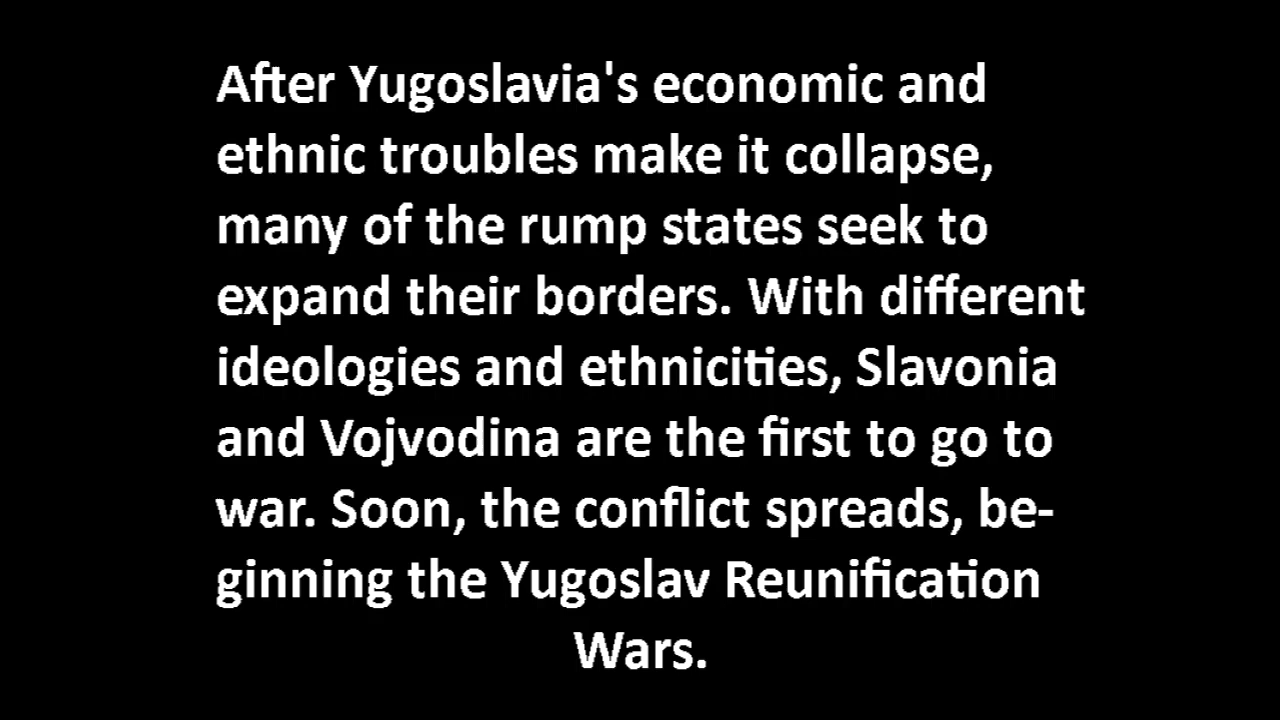 After Yugoslavia's economic and
ethnic troubles make it collapse,
many of the rump states seek to
expand their borders. With different
ideologies and ethnicities, Slavonia
and Vojvodina are the first to go to
war. Soon, the conflict spreads, be-
ginning the Yugoslav Reunification
Wars.